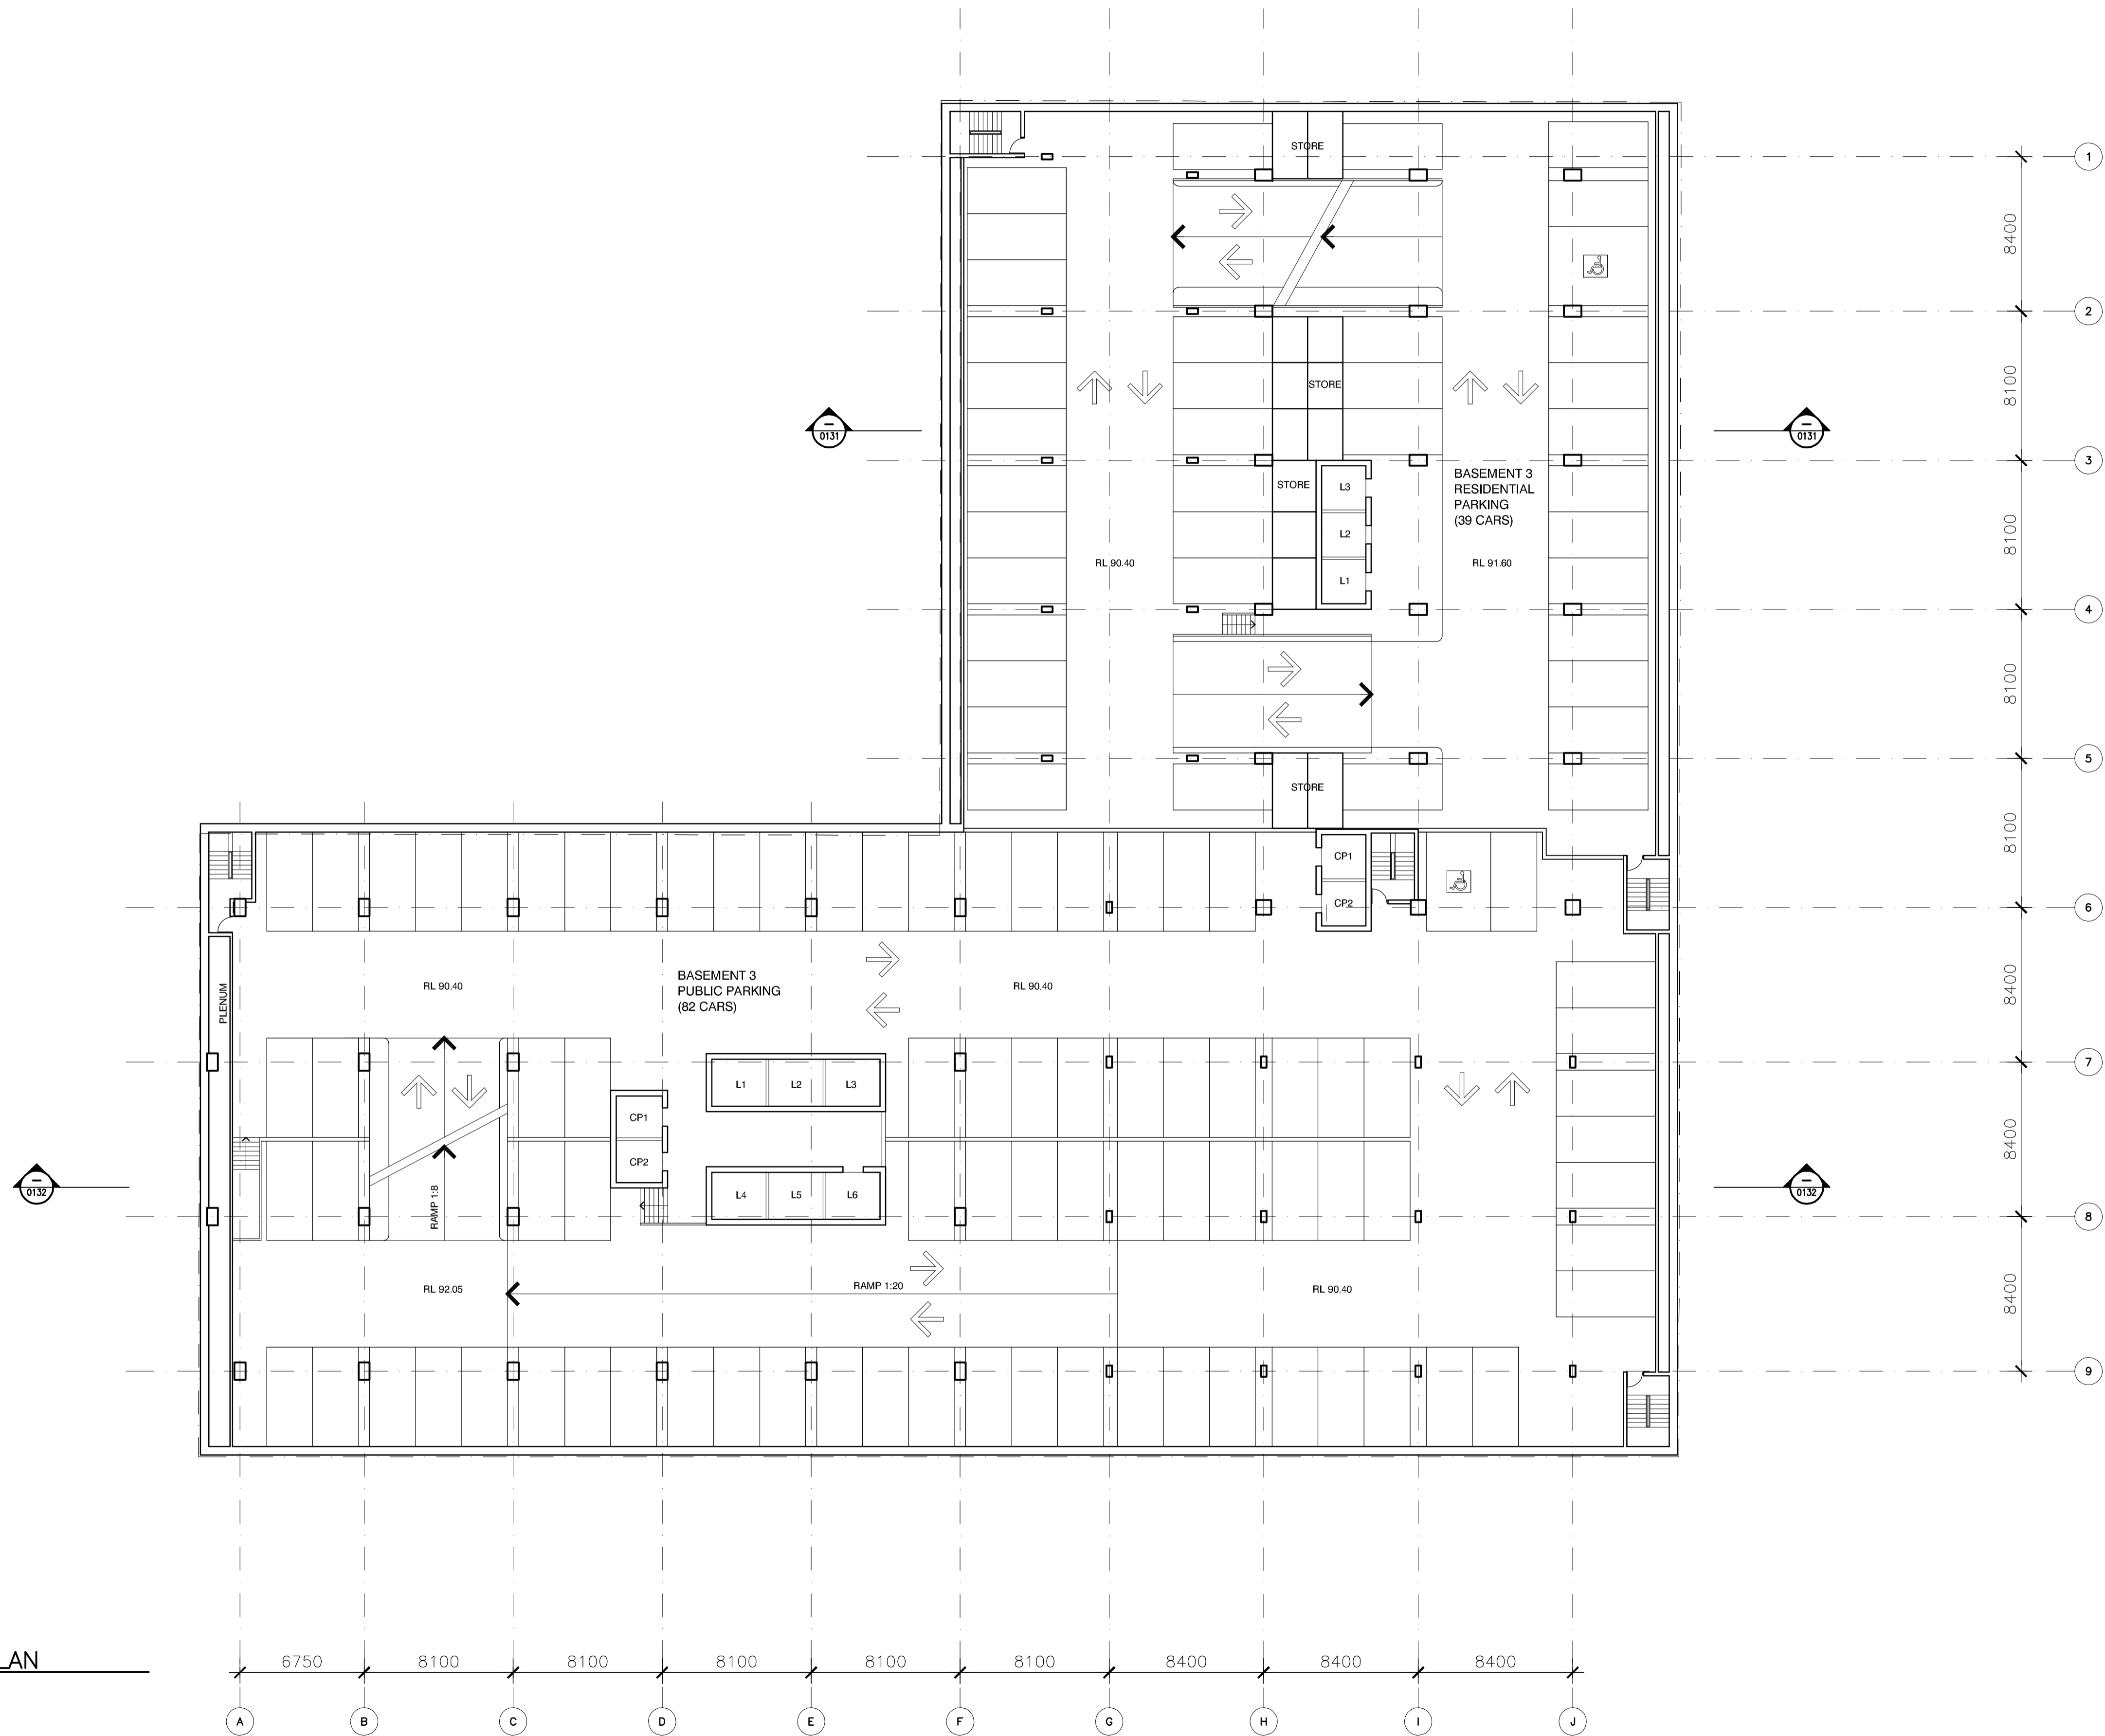 STORE
1
8400
2
8100
STORE
–
0131
–
0131
3
STORE
L3
BASEMENT 3
RESIDENTIAL
PARKING
(39 CARS)
8100
L2
RL 90.40
RL 91.60
L1
4
8100
5
STORE
8100
CP1
CP2
6
PLENUM
RL 90.40
BASEMENT 3
PUBLIC PARKING
(82 CARS)
RL 90.40
8400
7
L1
L2
L3
CP1
8400
CP2
–
0132
–
0132
RAMP 1:8
L4
L5
L6
8
RL 92.05
RAMP 1:20
RL 90.40
8400
9
LAN
6750
8100
8100
8100
8100
8100
8400
8400
8400
A
B
C
D
E
F
G
H
I
J